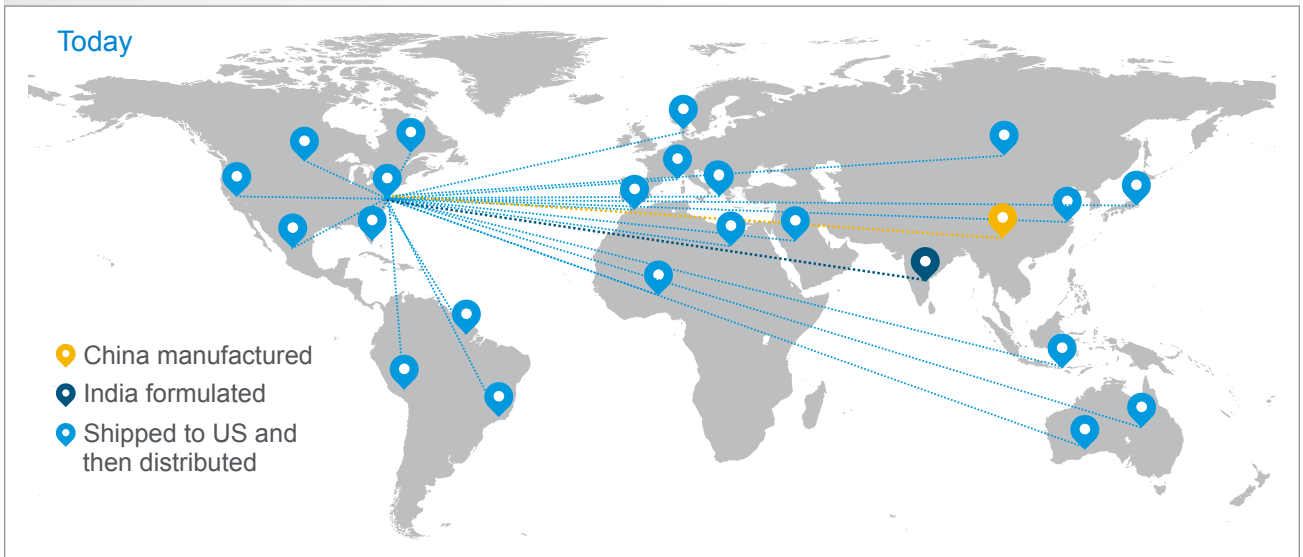 Today
China manufactured
India formulated
Shipped to US and
then distributed